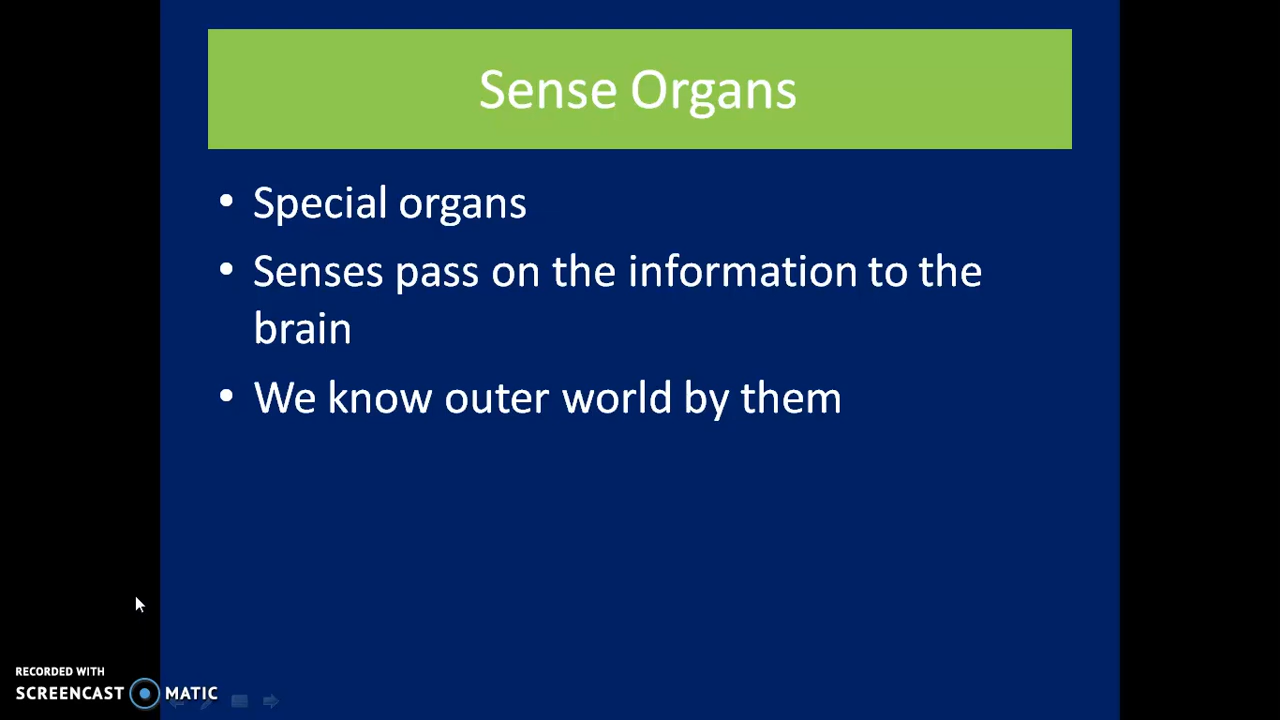 Sense Organs
• Special organs
• Senses pass on the information to the
brain
• We know outer world by them
RECORDED WITH
SCREENCAST MATIC